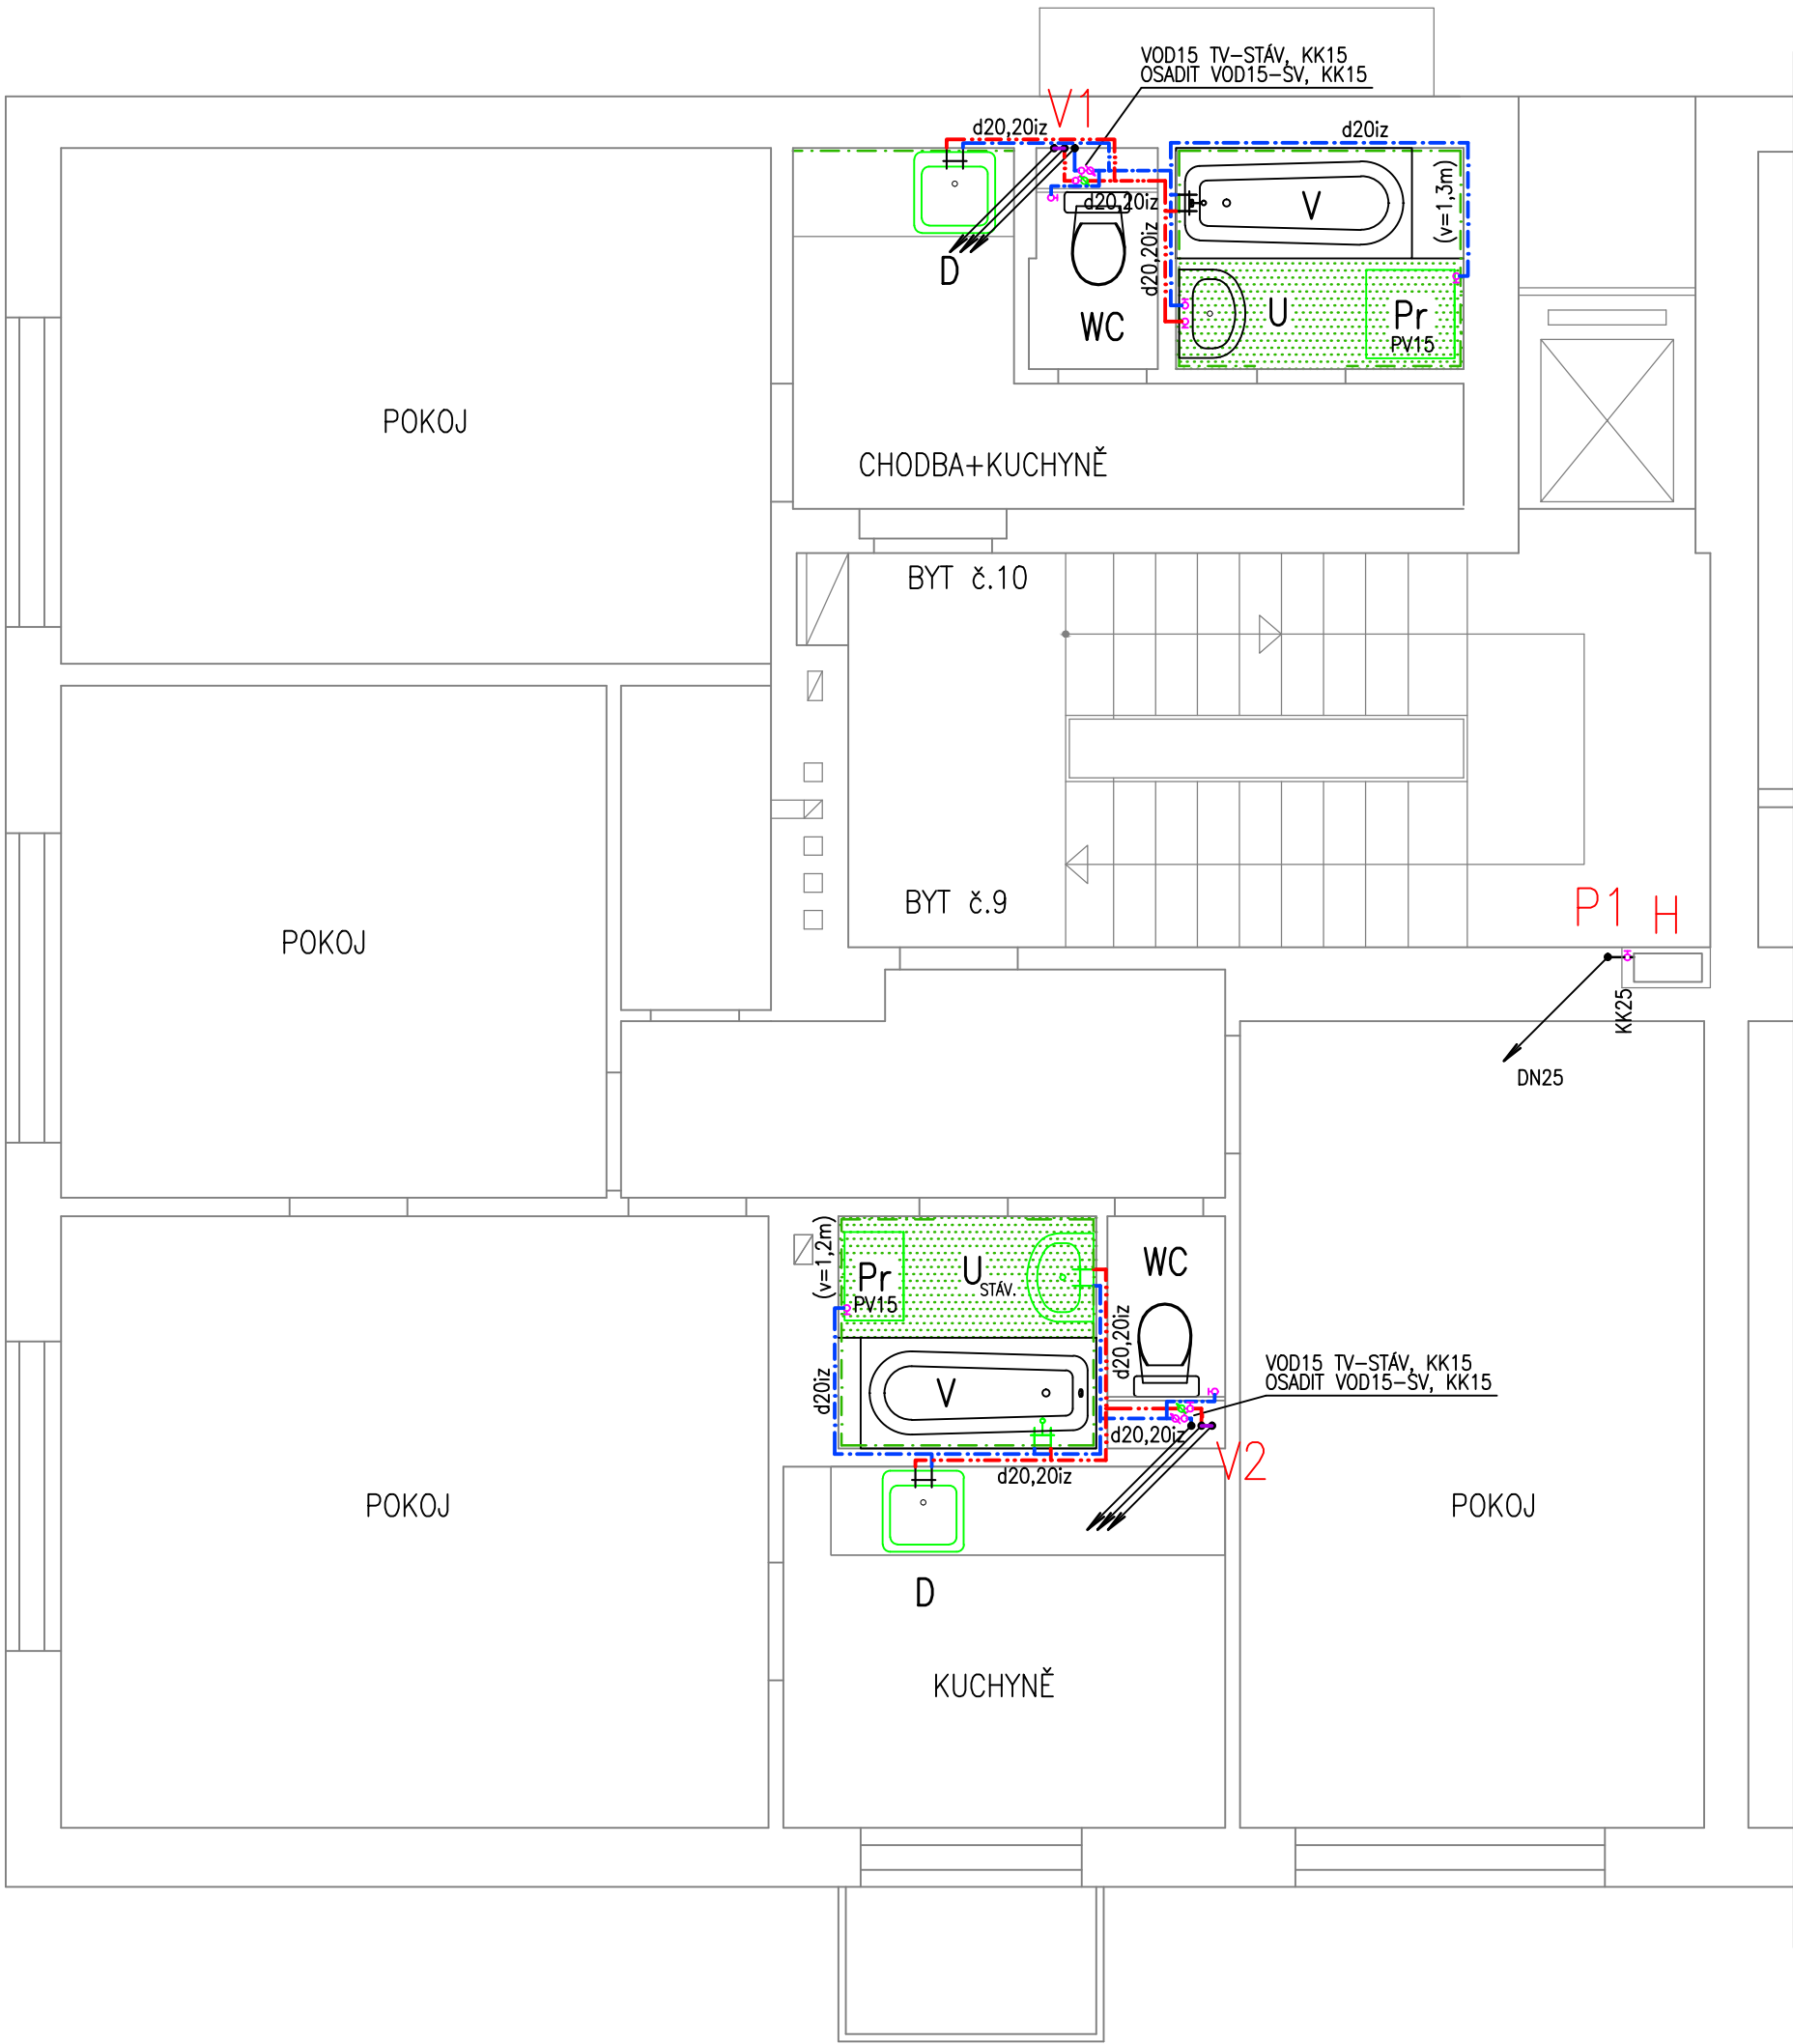 VOD15 TV-STÁV, KK15
OSADIT VOD15-SV, KK15
V1
d20,20iz
d20iz
d20,20iz
V
(v=1,3m)
d20,20iz
D
WC
U
Pr
PV15
POKOJ
CHODBA+KUCHYNĚ
BYT č.10
BYT č.9
P1
H
POKOJ
KK25
DN25
(v=1,2m)
Pr
PV15
U
STÁV.
WC
d20,20iz
VOD15 TV-STÁV, KK15
OSADIT VOD15-SV, KK15
d20iz
V
d20,20iz
V2
d20,20iz
POKOJ
POKOJ
D
KUCHYNĚ